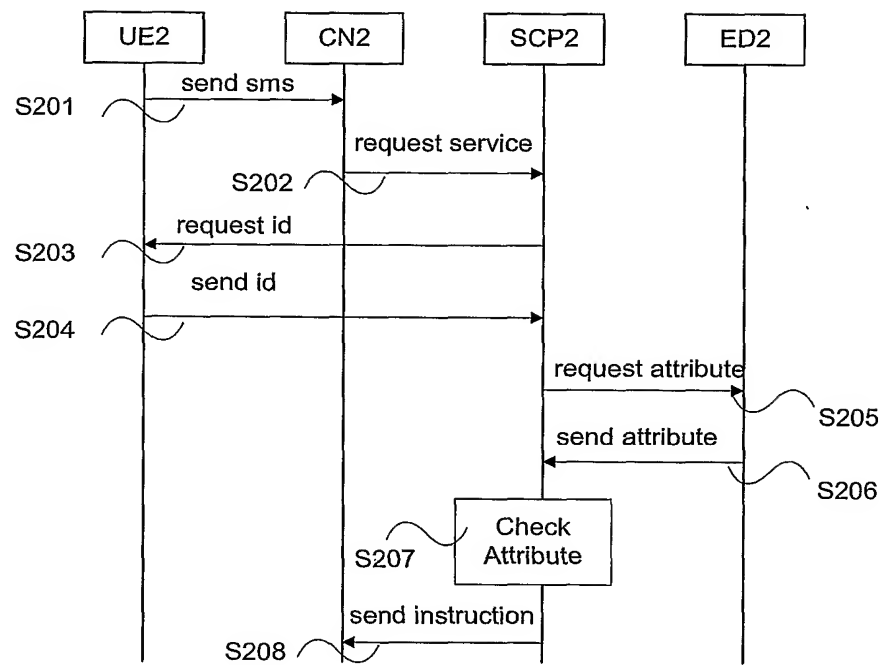 UE2
CN2
SCP2
ED2
send sms
S201
request service
S202
request id
S203
send id
S204
request attribute
S205
send attribute
S206
Check
Attribute
S207
send instruction
S208